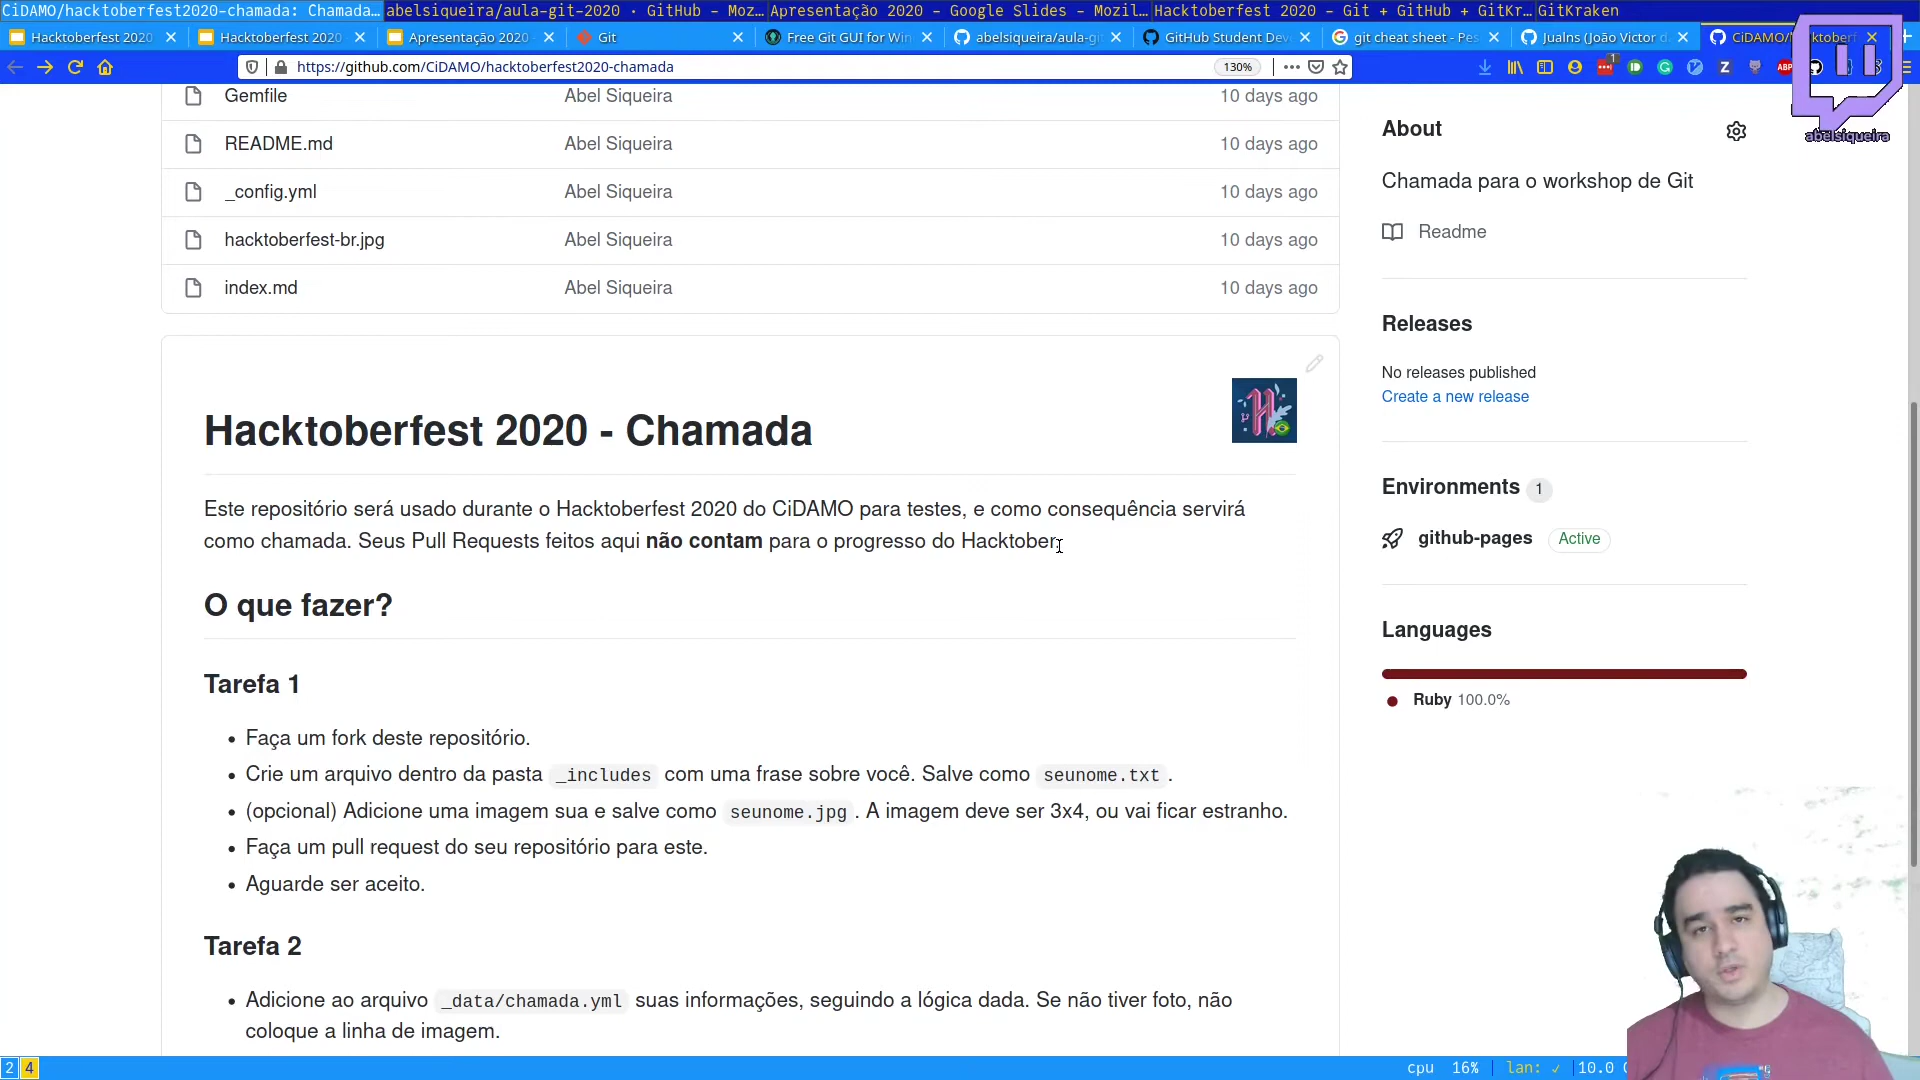 CiDAMO/hacktoberfest2020-chamada: Chamada… abelsiqueira/aula-git-2020 · GitHub - Moz… Apresentação 2020 - Google Slides - Mozil… Hacktoberfest 2020 - Git + GitHub + GitKr… GitKraken
Hacktoberfest 2020 Hacktoberfest 2020 Apresentação 2020 - Git Free Git GUI for Win abelsiqueira/aula-gi GitHub Student Dev git cheat sheet - Pes Jualns (João Victor d
https://github.com/CiDAMO/hacktoberfest2020-chamada 130%
abelsiqueira
Gemfile Abel Siqueira 10 days ago
README.md Abel Siqueira 10 days ago
_config.yml Abel Siqueira 10 days ago
hacktoberfest-br.jpg Abel Siqueira 10 days ago
index.md Abel Siqueira 10 days ago
Hacktoberfest 2020 - Chamada
Este repositório será usado durante o Hacktoberfest 2020 do CiDAMO para testes, e como consequência servirá
como chamada. Seus Pull Requests feitos aqui não contam para o progresso do Hacktober.
O que fazer?
Tarefa 1
• Faça um fork deste repositório.
• Crie um arquivo dentro da pasta _includes com uma frase sobre você. Salve como seunome.txt .
• (opcional) Adicione uma imagem sua e salve como seunome.jpg . A imagem deve ser 3x4, ou vai ficar estranho.
• Faça um pull request do seu repositório para este.
• Aguarde ser aceito.
Tarefa 2
• Adicione ao arquivo _data/chamada.yml suas informações, seguindo a lógica dada. Se não tiver foto, não
coloque a linha de imagem.
About
Chamada para o workshop de Git
Readme
Releases
No releases published
Create a new release
Environments 1
github-pages Active
Languages
Ruby 100.0%
2 4 cpu 16% lan: ✓ 10.0